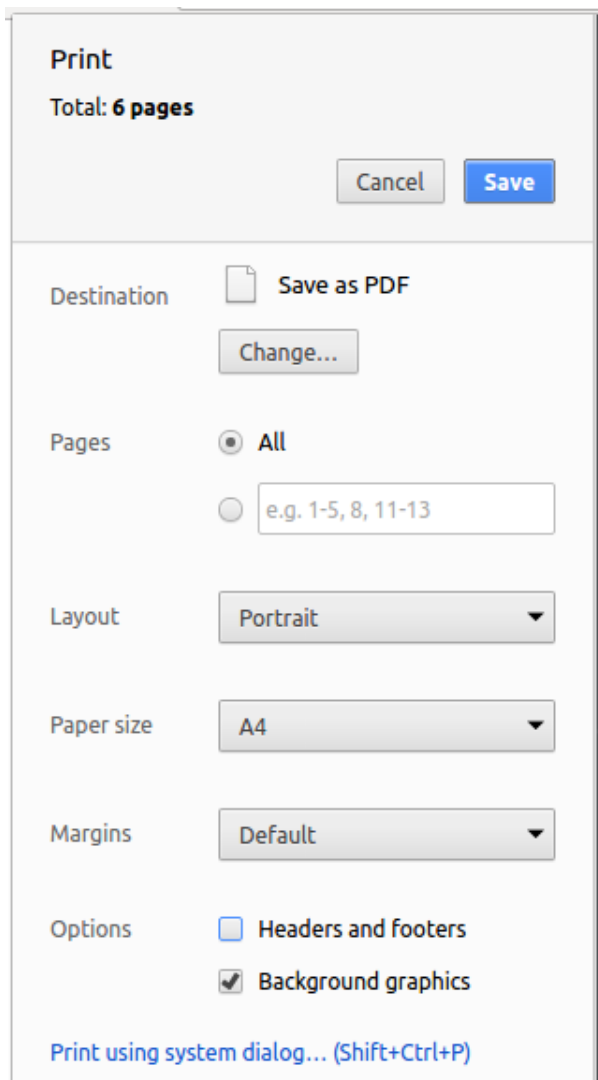 Print
Total: 6 pages
Cancel Save
Destination Save as PDF
Change...
Pages All
e.g. 1-5, 8, 11-13
Layout Portrait
Paper size A4
Margins Default
Options Headers and footers
Background graphics
Print using system dialog... (Shift+Ctrl+P)